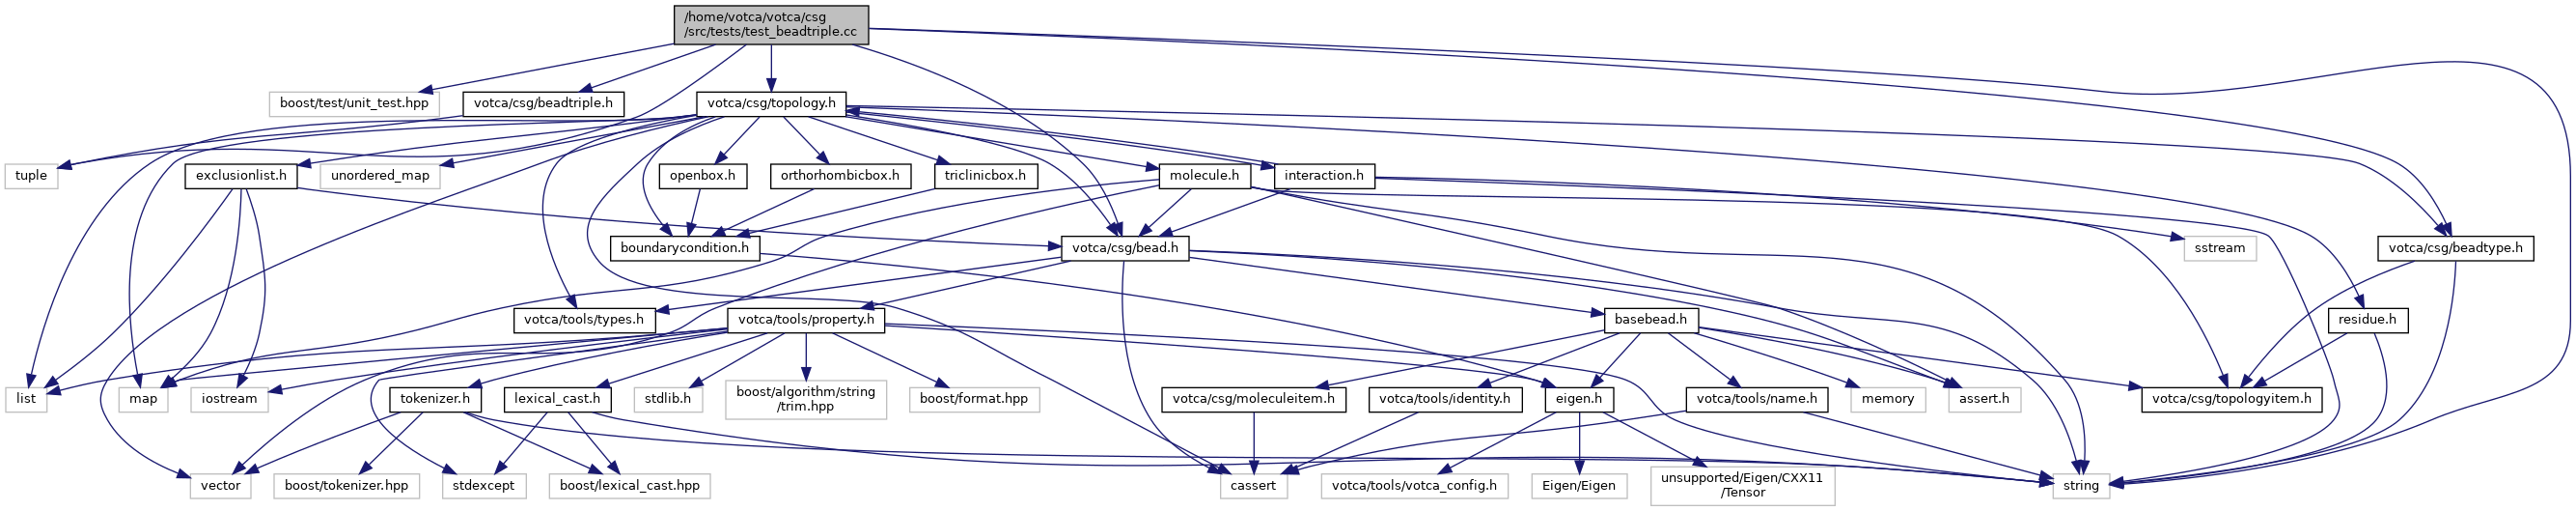 /home/votca/votca/csg
/src/tests/test_beadtriple.cc
boost/test/unit_test.hpp
votca/csg/beadtriple.h
votca/csg/topology.h
tuple
exclusionlist.h
unordered_map
openbox.h
orthorhombicbox.h
triclinicbox.h
molecule.h
interaction.h
boundarycondition.h
votca/csg/bead.h
sstream
votca/csg/beadtype.h
votca/tools/types.h
votca/tools/property.h
basebead.h
residue.h
list
map
iostream
tokenizer.h
lexical_cast.h
stdlib.h
boost/algorithm/string
/trim.hpp
boost/format.hpp
votca/csg/moleculeitem.h
votca/tools/identity.h
eigen.h
votca/tools/name.h
memory
assert.h
votca/csg/topologyitem.h
vector
boost/tokenizer.hpp
stdexcept
boost/lexical_cast.hpp
cassert
votca/tools/votca_config.h
Eigen/Eigen
unsupported/Eigen/CXX11
/Tensor
string